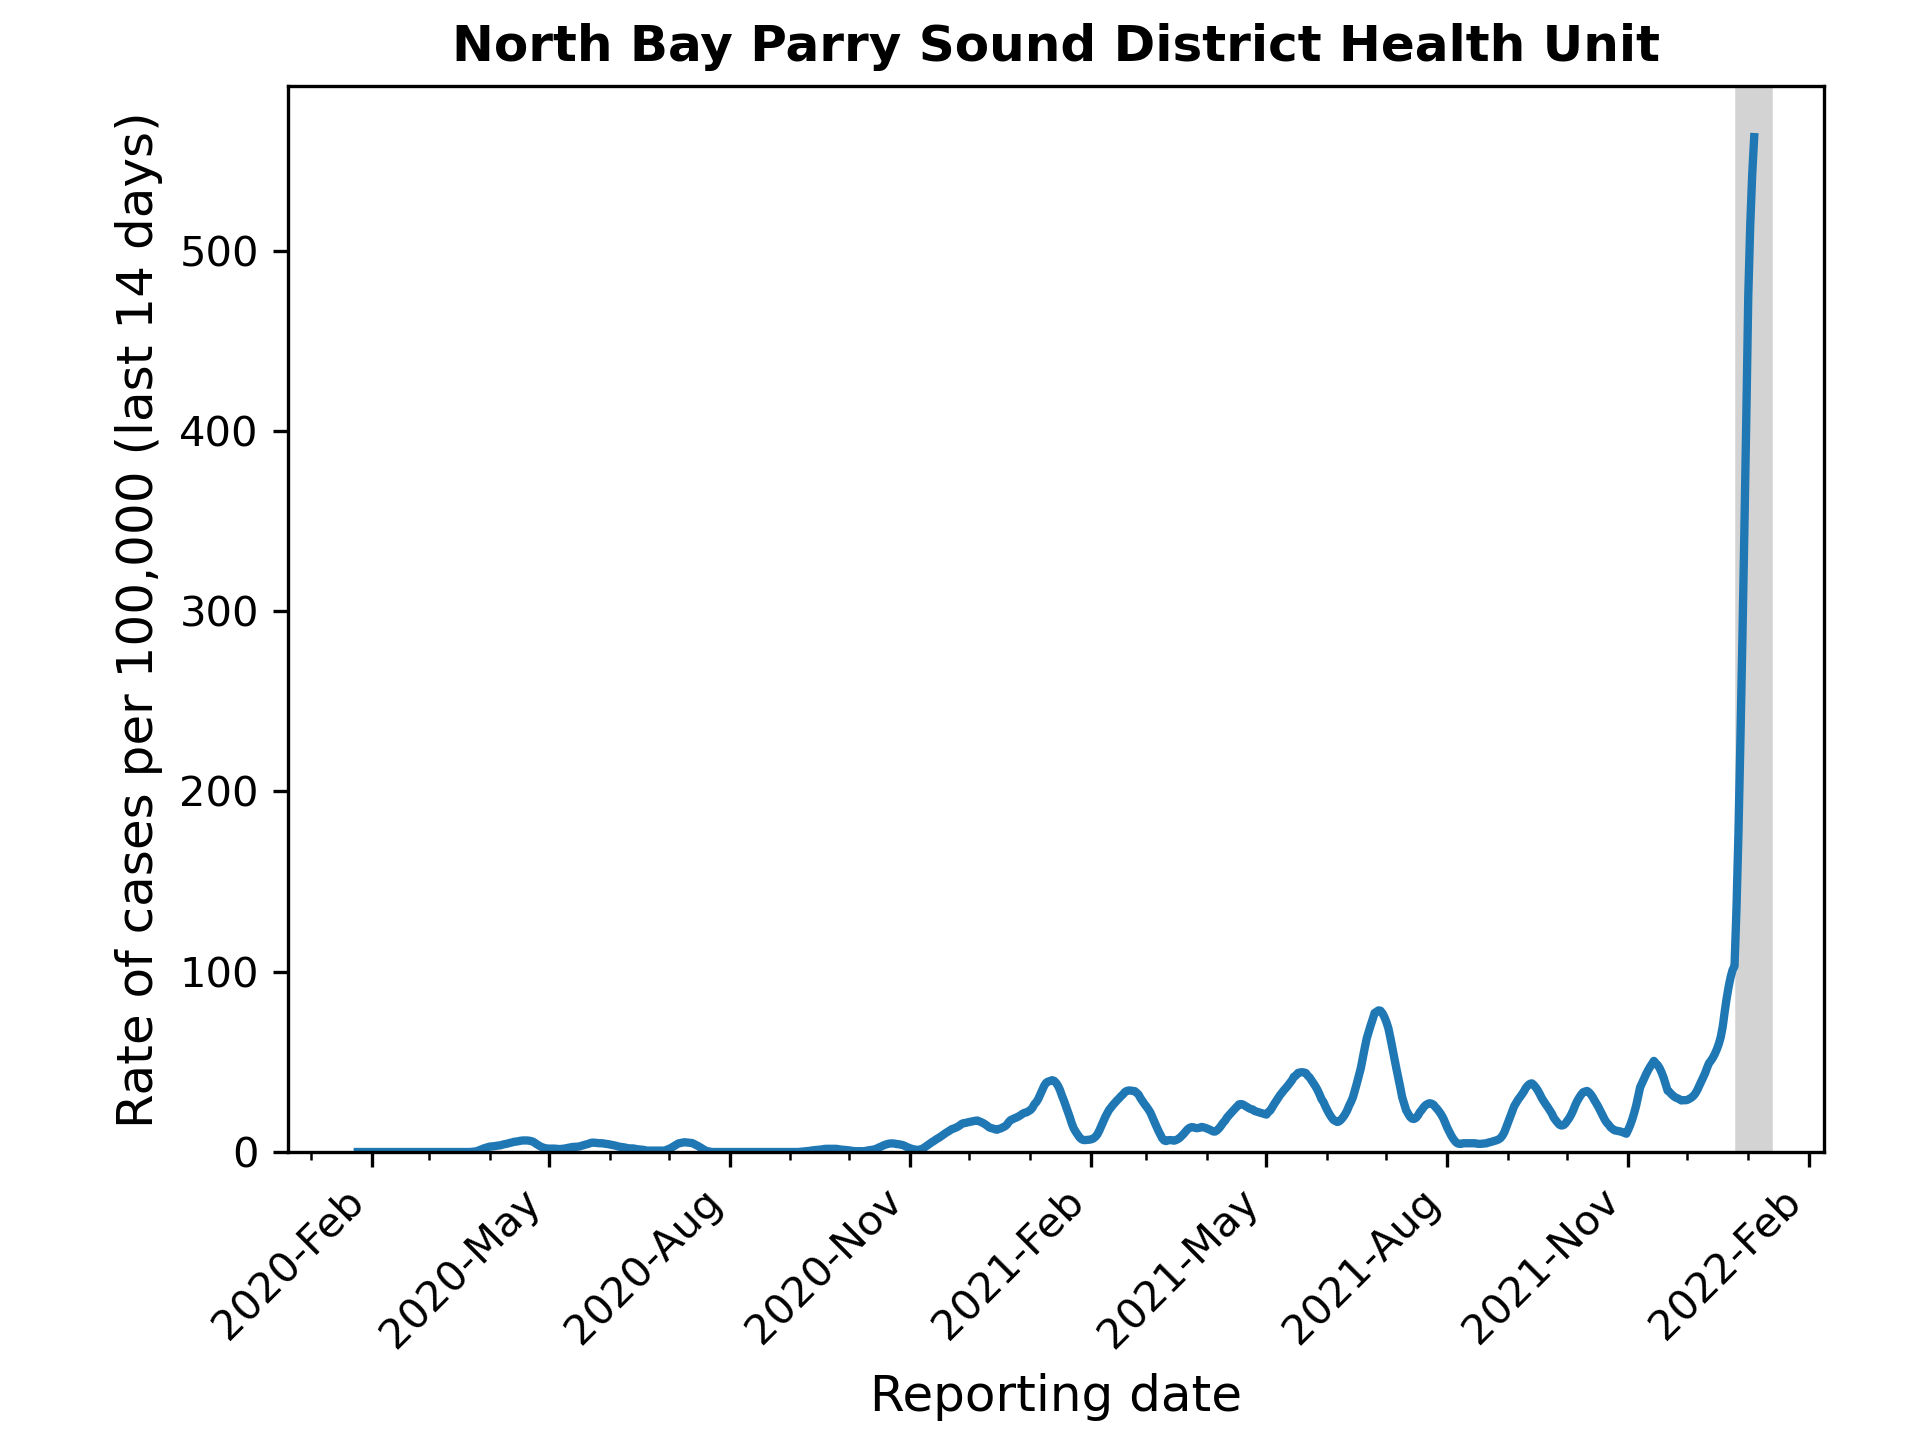 North Bay Parry Sound District Health Unit
Rate of cases per 100,000 (last 14 days)
500
400
300
200
100
0
2020-Feb
2020-May
2020-Aug
2020-Nov
2021-Feb
2021-May
2021-Aug
2021-Nov
2022-Feb
Reporting date